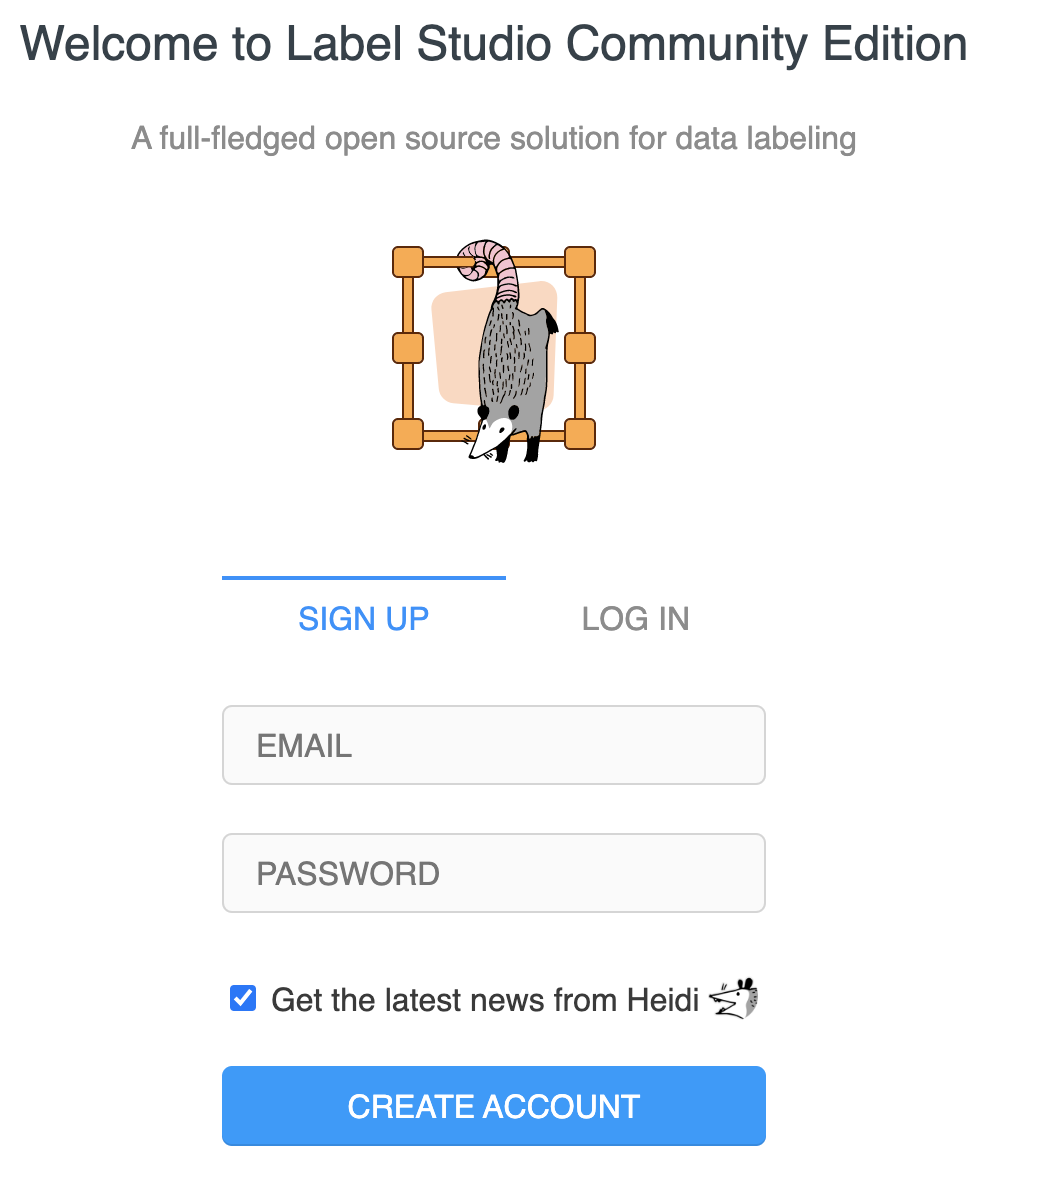 Welcome to Label Studio Community Edition
A full-fledged open source solution for data labeling
SIGN UP
LOG IN
EMAIL
PASSWORD
Get the latest news from Heidi
CREATE ACCOUNT